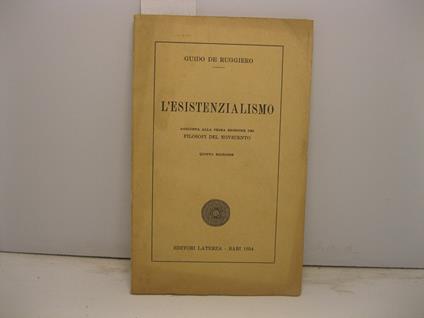 GUIDO DE RUGGIERO
L'ESISTENZIALISMO
AGGIUNTA ALLA TERZA EDIZIONE DEI
FILOSOFI DEL NOVECENTO
QUINTA EDIZIONE
EDITORI LATERZA - BARI 1954